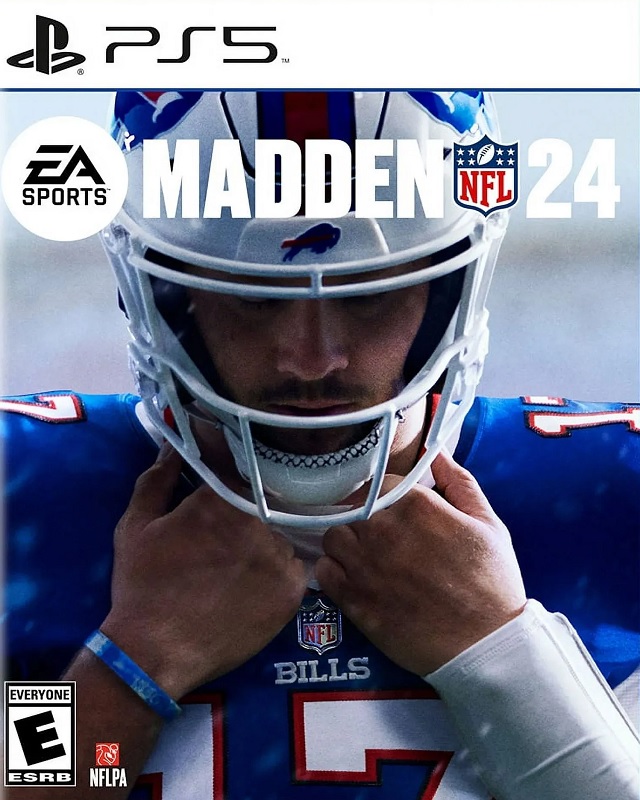 PS5
EA
SPORTS
MADDEN NFL 24
NFL
BILLS
17
EVERYONE
E
ESRB
NFLPA